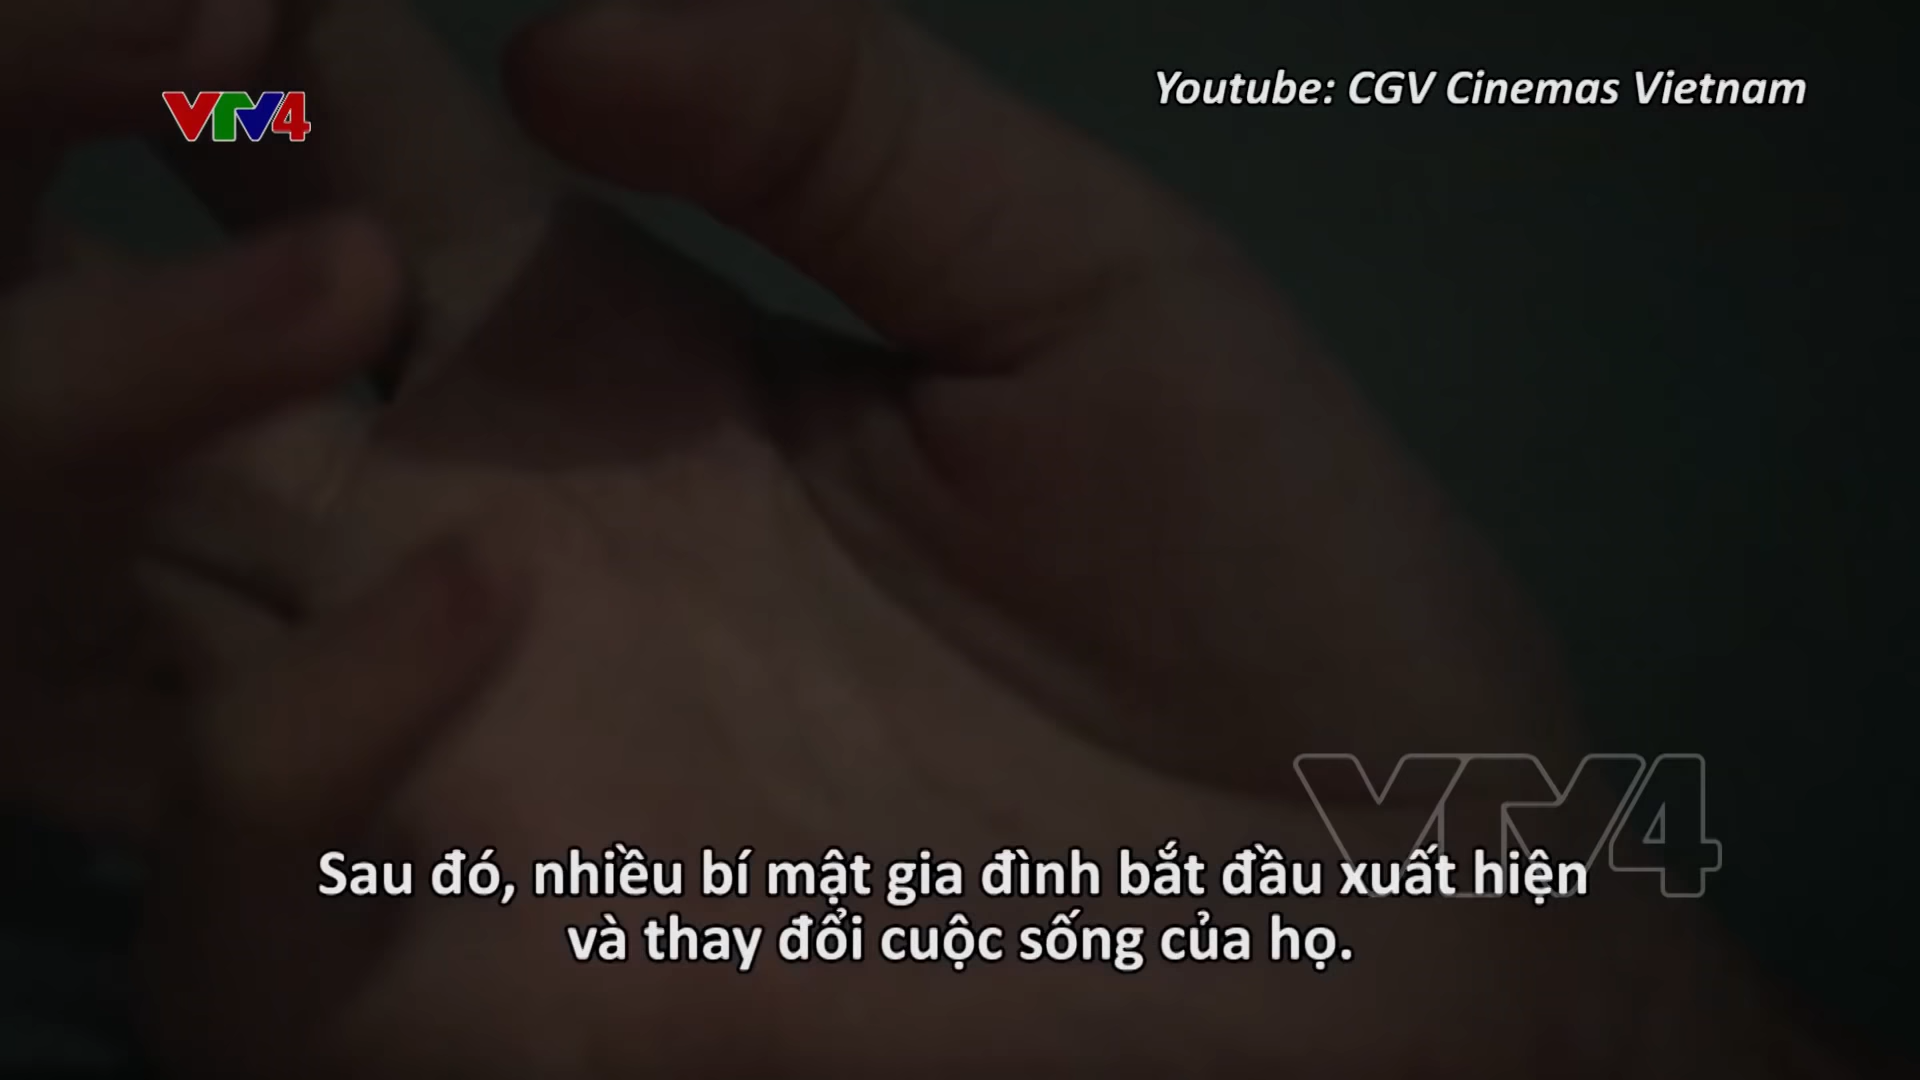 VTV4
Youtube: CGV Cinemas Vietnam
VTV4
Sau đó, nhiều bí mật gia đình bắt đầu xuất hiện
và thay đổi cuộc sống của họ.